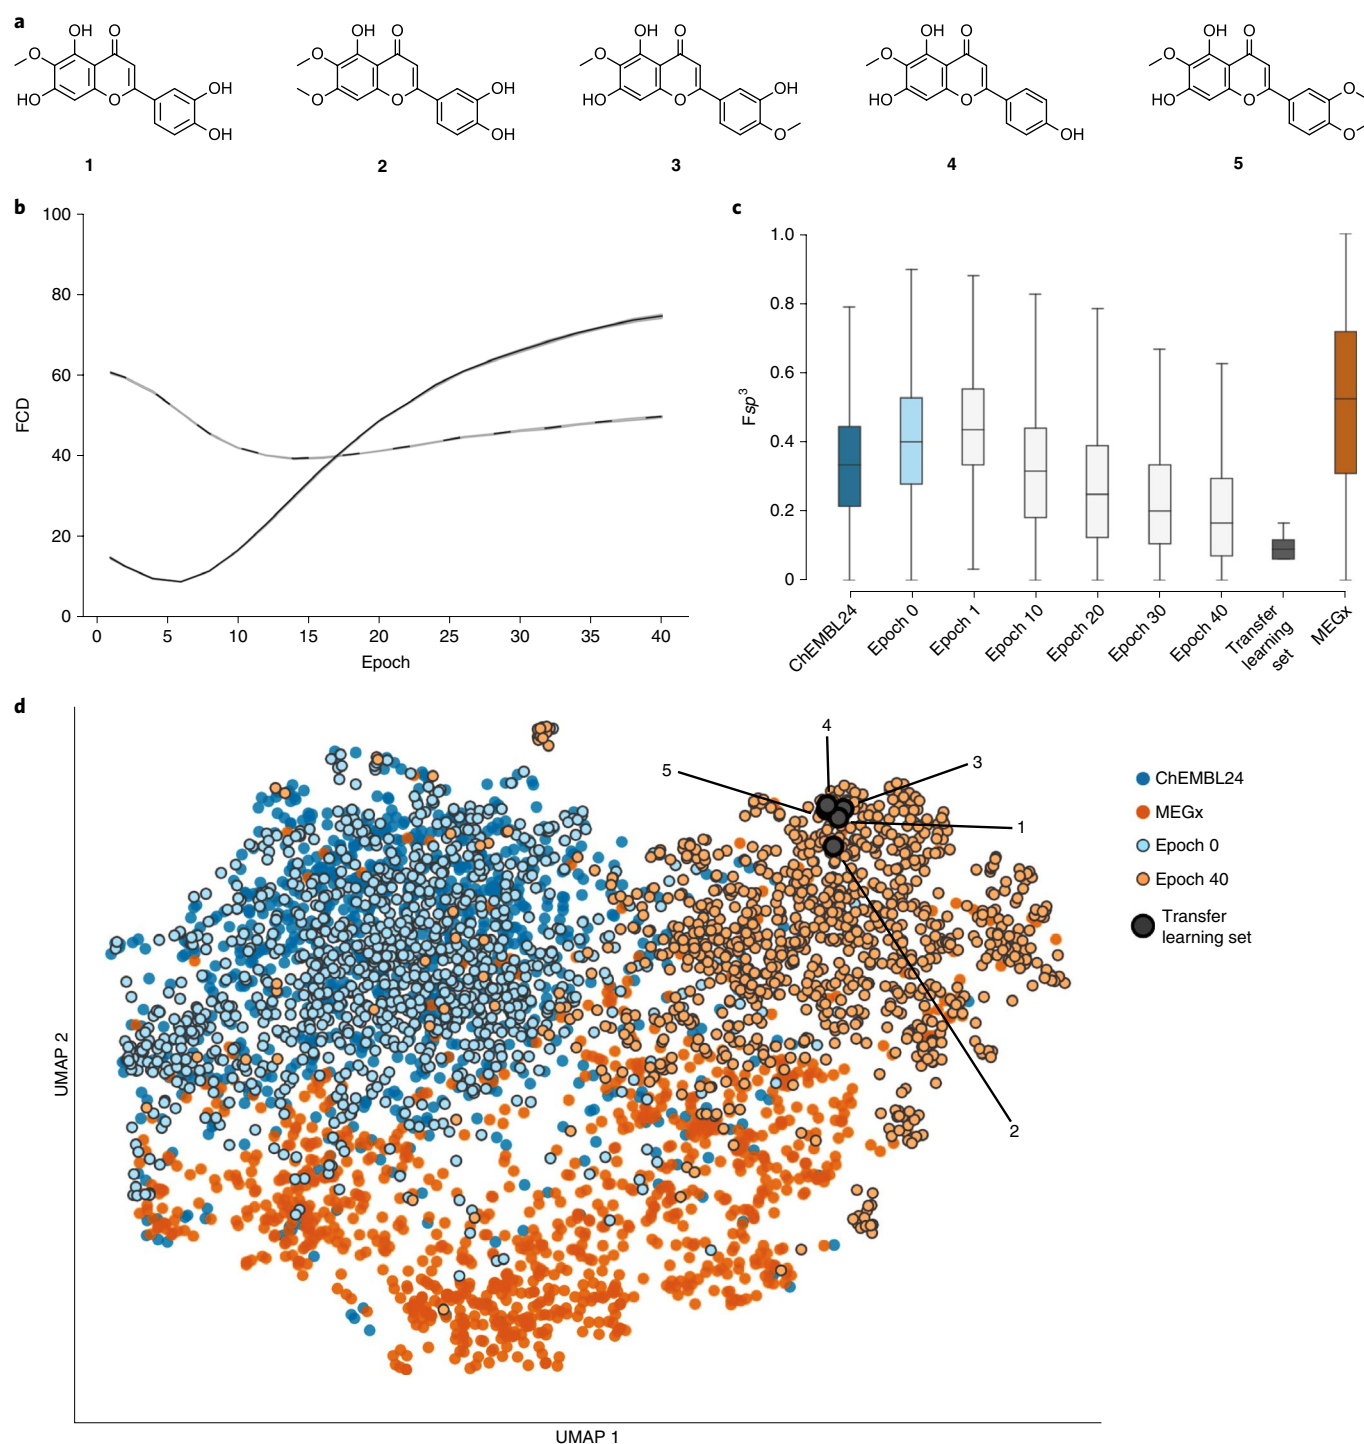 a
OH O
O
HO
O
OH
OH
1
OH O
O
O
O
OH
OH
2
OH O
O
HO
O
OH
O
3
OH O
O
HO
O
OH
4
OH O
O
HO
O
O
O
5
b
100
80
60
40
20
0
FCD
0 5 10 15 20 25 30 35 40
Epoch
c
1.0
0.8
0.6
0.4
0.2
0
Fsp³
ChEMBL24
Epoch 0
Epoch 1
Epoch 10
Epoch 20
Epoch 30
Epoch 40
Transfer
learning
set
MEGx
d
4
5
3
1
2
ChEMBL24
MEGx
Epoch 0
Epoch 40
Transfer
learning set
UMAP 2
UMAP 1